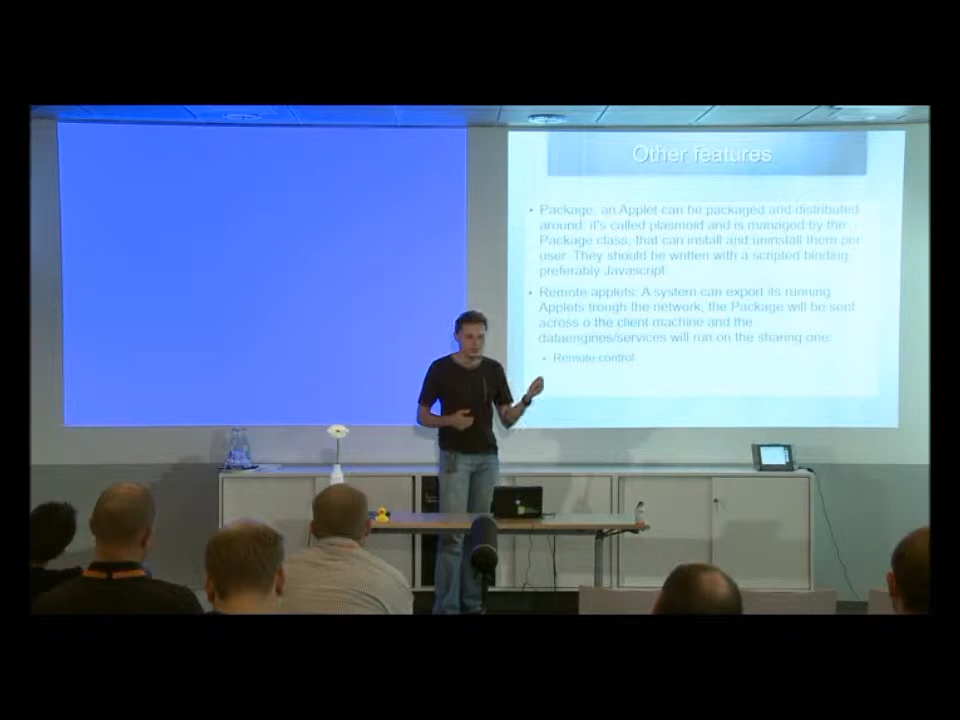 Other features
Package: an Applet can be packaged and distributed
around: it's called plasmoid and is managed by the
Package class, that can install and uninstall them per
user. They should be written with a scripted binding,
preferably Javascript
Remote applets: A system can export its running
Applets trough the network, the Package will be sent
across o the client machine and the
dataengines/services will run on the sharing one:
Remote control